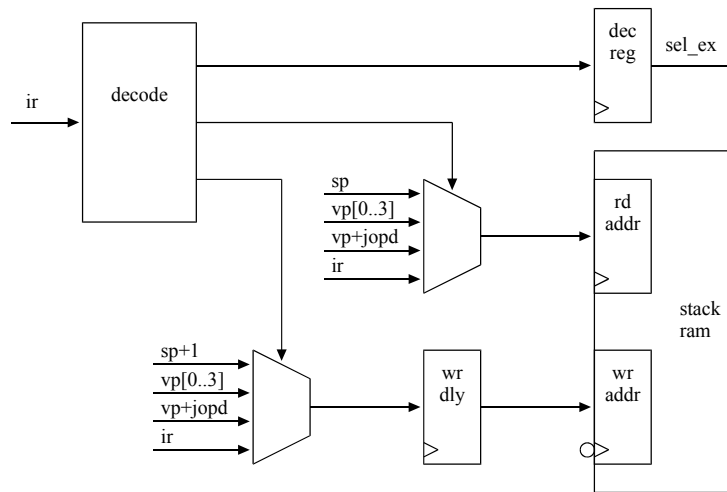 dec
reg
sel_ex
decode
ir
sp
vp[0..3]
vp+jopd
ir
rd
addr
stack
ram
sp+1
vp[0..3]
vp+jopd
ir
wr
dly
wr
addr